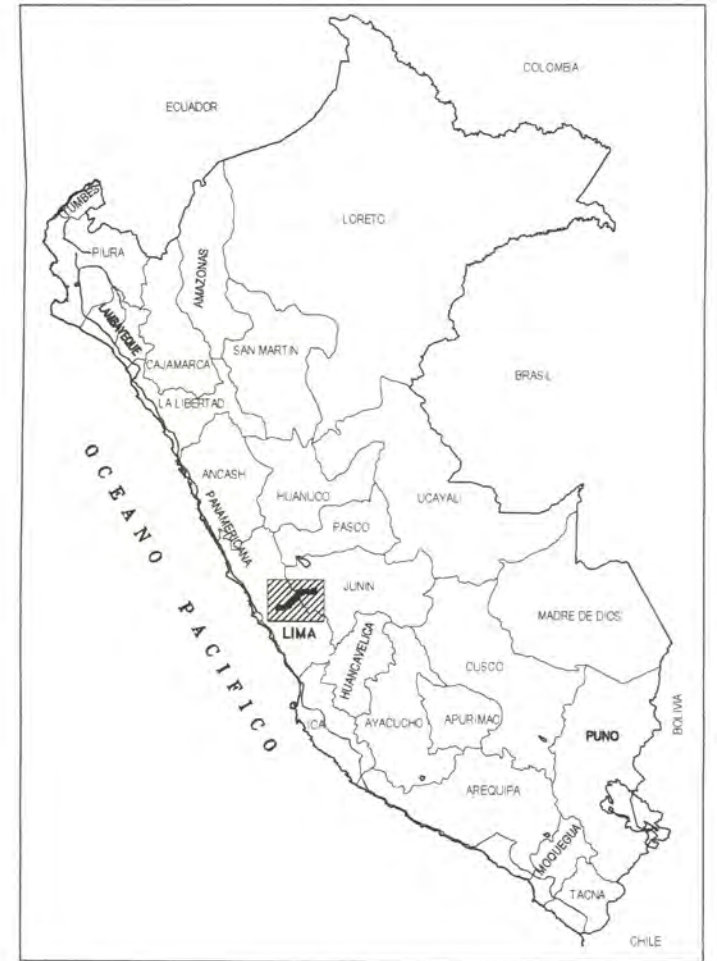 COLOMBIA
ECUADOR
LORETO
TUMBES
PIURA
AMAZONAS
LAMBAYEQUE
CAJAMARCA
SAN MARTIN
BRASIL
LA LIBERTAD
ANCASH
HUANUCO
UCAYALI
PANAMERICANA
PASCO
OCEANO PACIFICO
JUNIN
LIMA
MADRE DE DIOS
HUANCAVELICA
CUSCO
ICA
AYACUCHO
APURIMAC
PUNO
BOLIVIA
AREQUIPA
MOQUEGUA
TACNA
CHILE